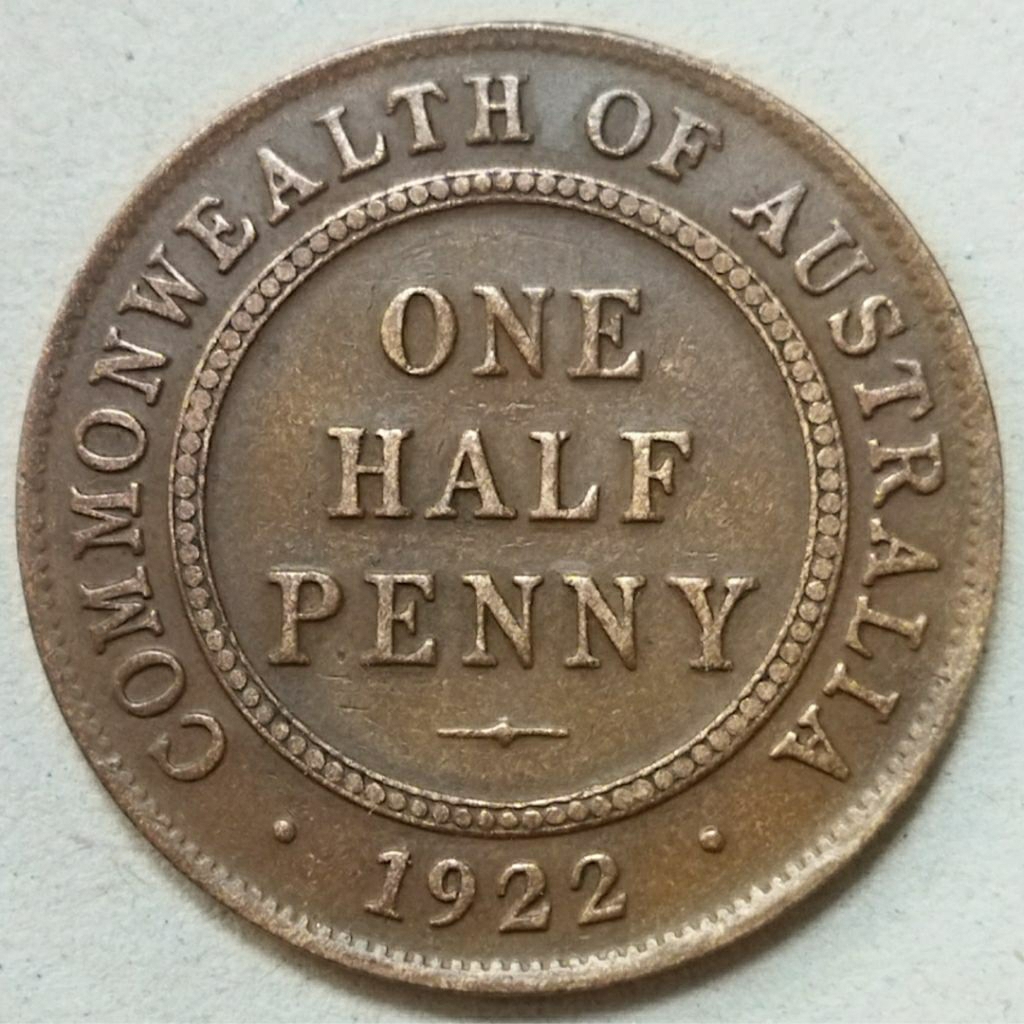 COMMONWEALTH OF AUSTRALIA
ONE
HALF
PENNY
1922